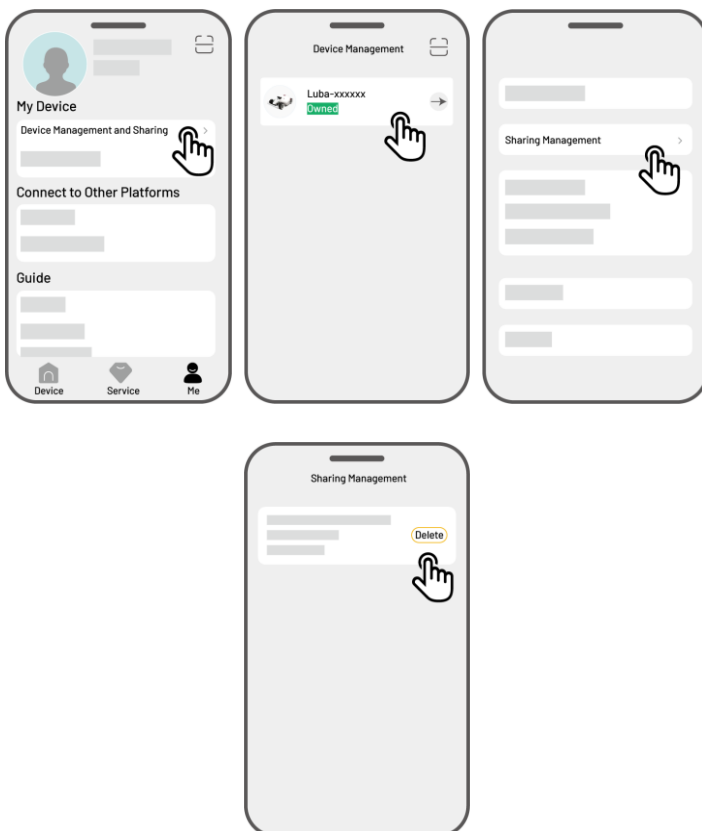 My Device
Device Management and Sharing
Connect to Other Platforms
Guide
Device
Service
Me
Device Management
Luba-xxxxxx
Owned
Sharing Management
Sharing Management
Delete